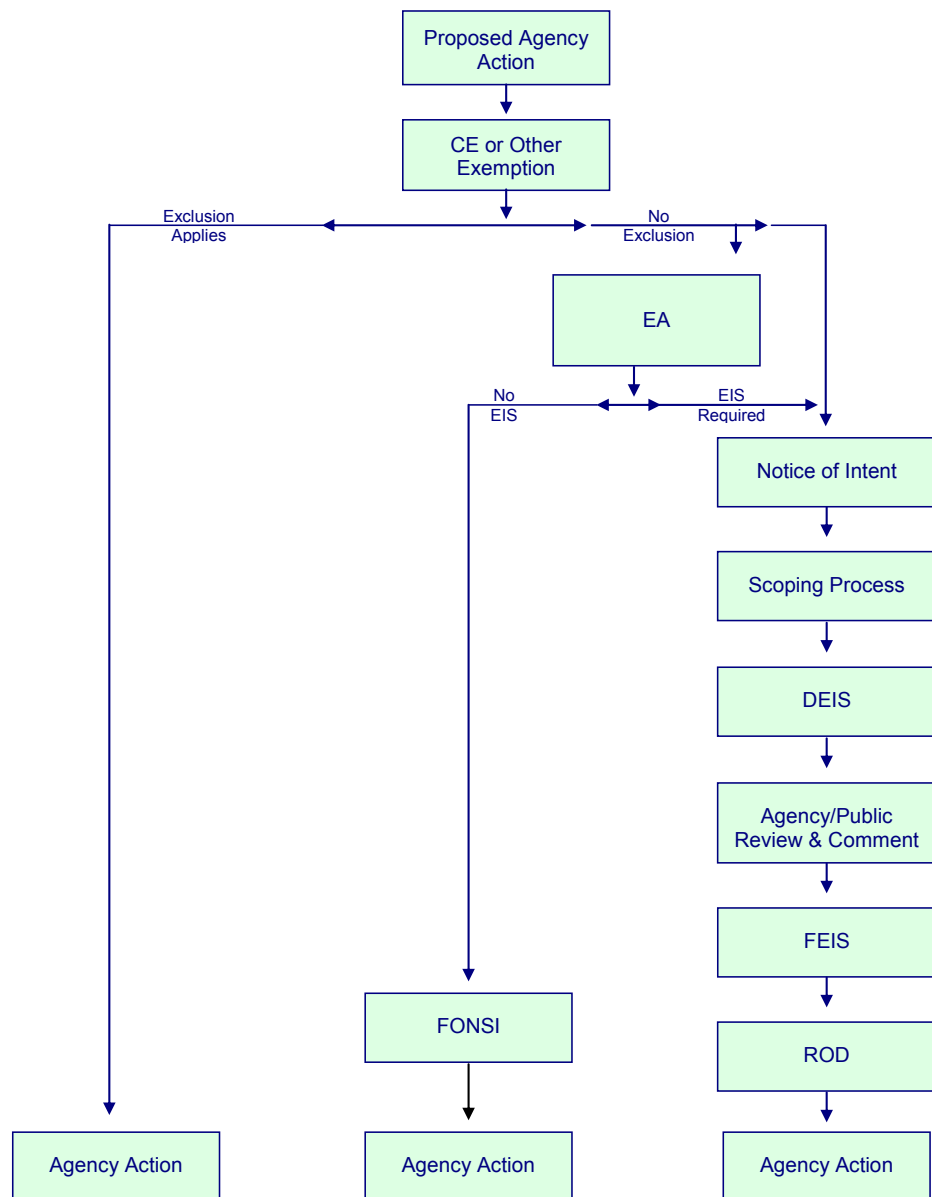 Proposed Agency
Action
CE or Other
Exemption
Exclusion
Applies
No
Exclusion
EA
No
EIS
EIS
Required
Notice of Intent
Scoping Process
DEIS
Agency/Public
Review & Comment
FEIS
FONSI
ROD
Agency Action
Agency Action
Agency Action